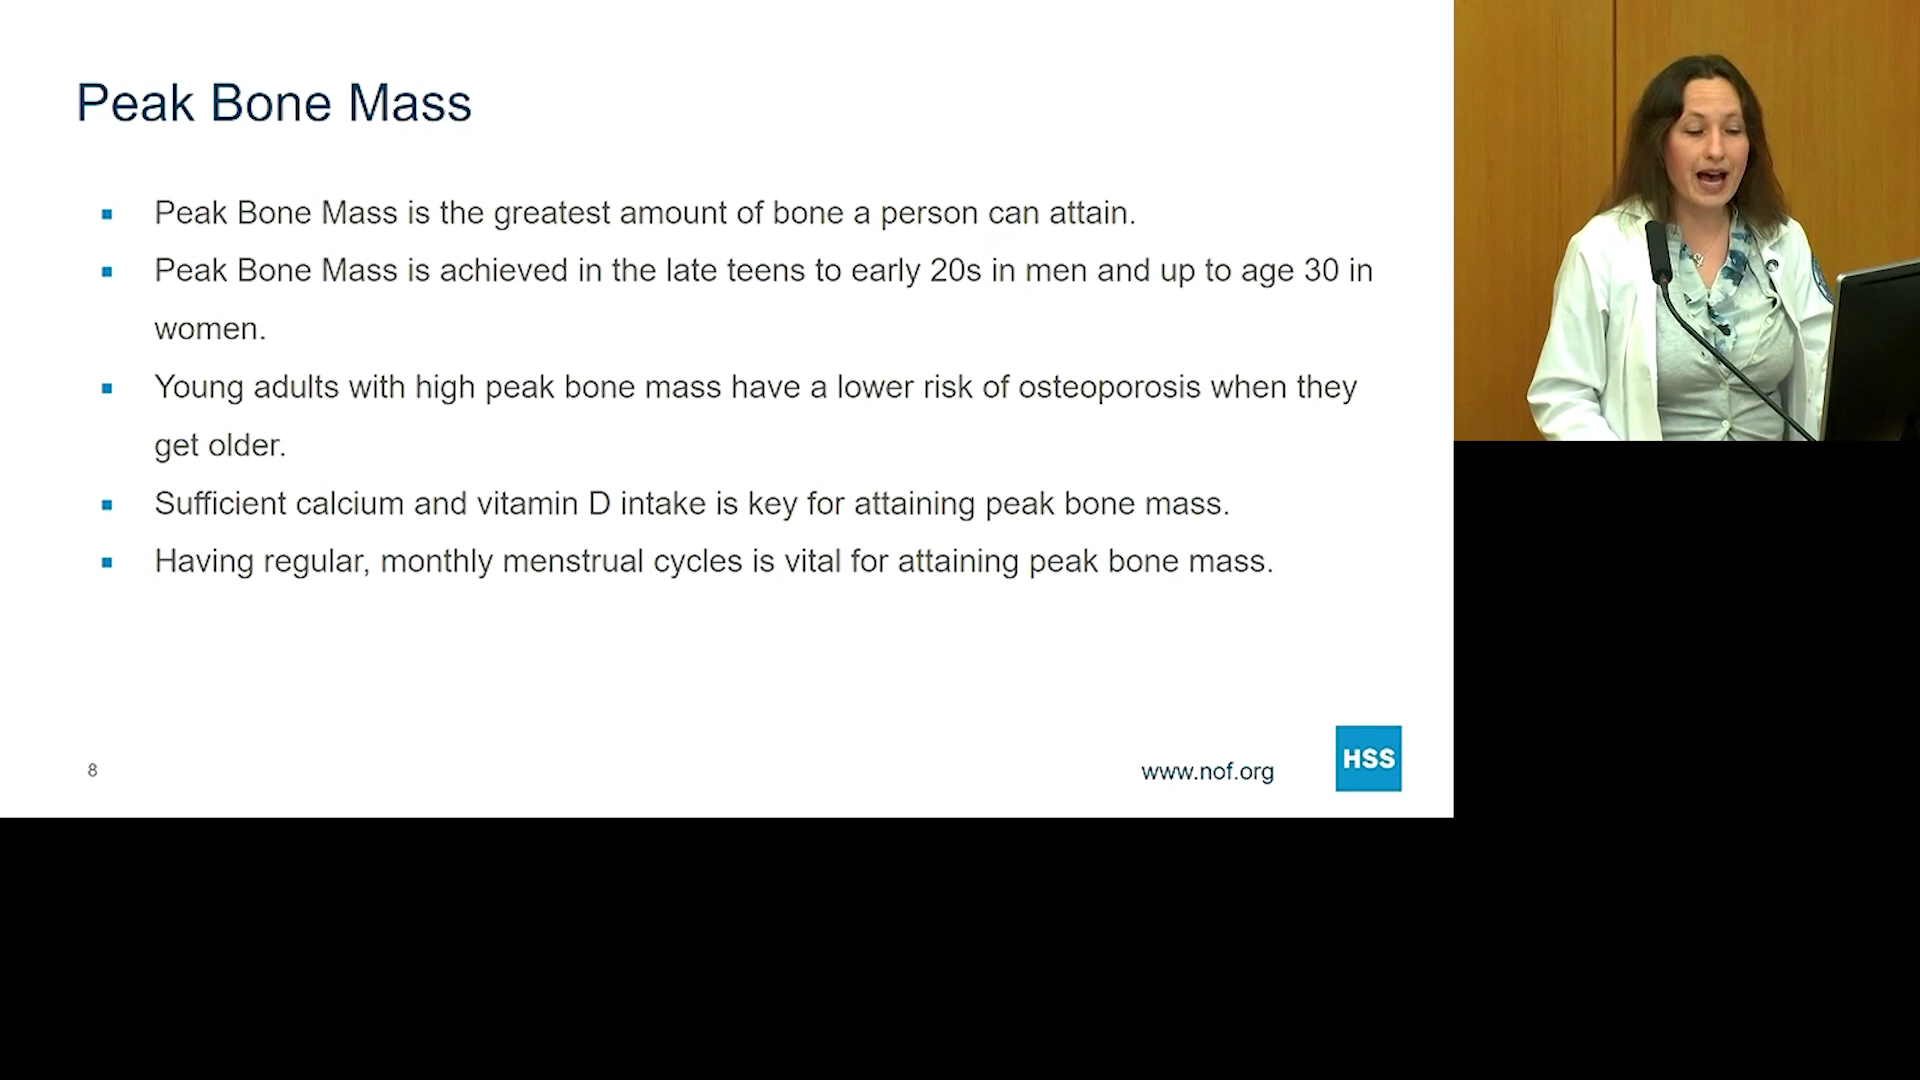 Peak Bone Mass
Peak Bone Mass is the greatest amount of bone a person can attain.
Peak Bone Mass is achieved in the late teens to early 20s in men and up to age 30 in
women.
Young adults with high peak bone mass have a lower risk of osteoporosis when they
get older.
Sufficient calcium and vitamin D intake is key for attaining peak bone mass.
Having regular, monthly menstrual cycles is vital for attaining peak bone mass.
8
www.nof.org
HSS